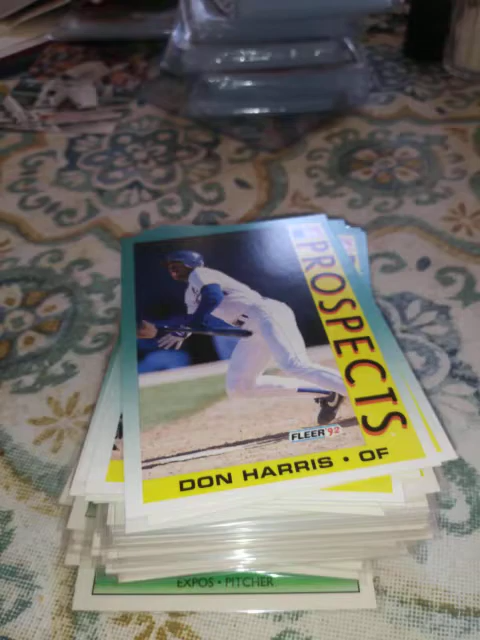 PROSPECTS
FLEER 92
DON HARRIS • OF
EXPOS • PITCHER